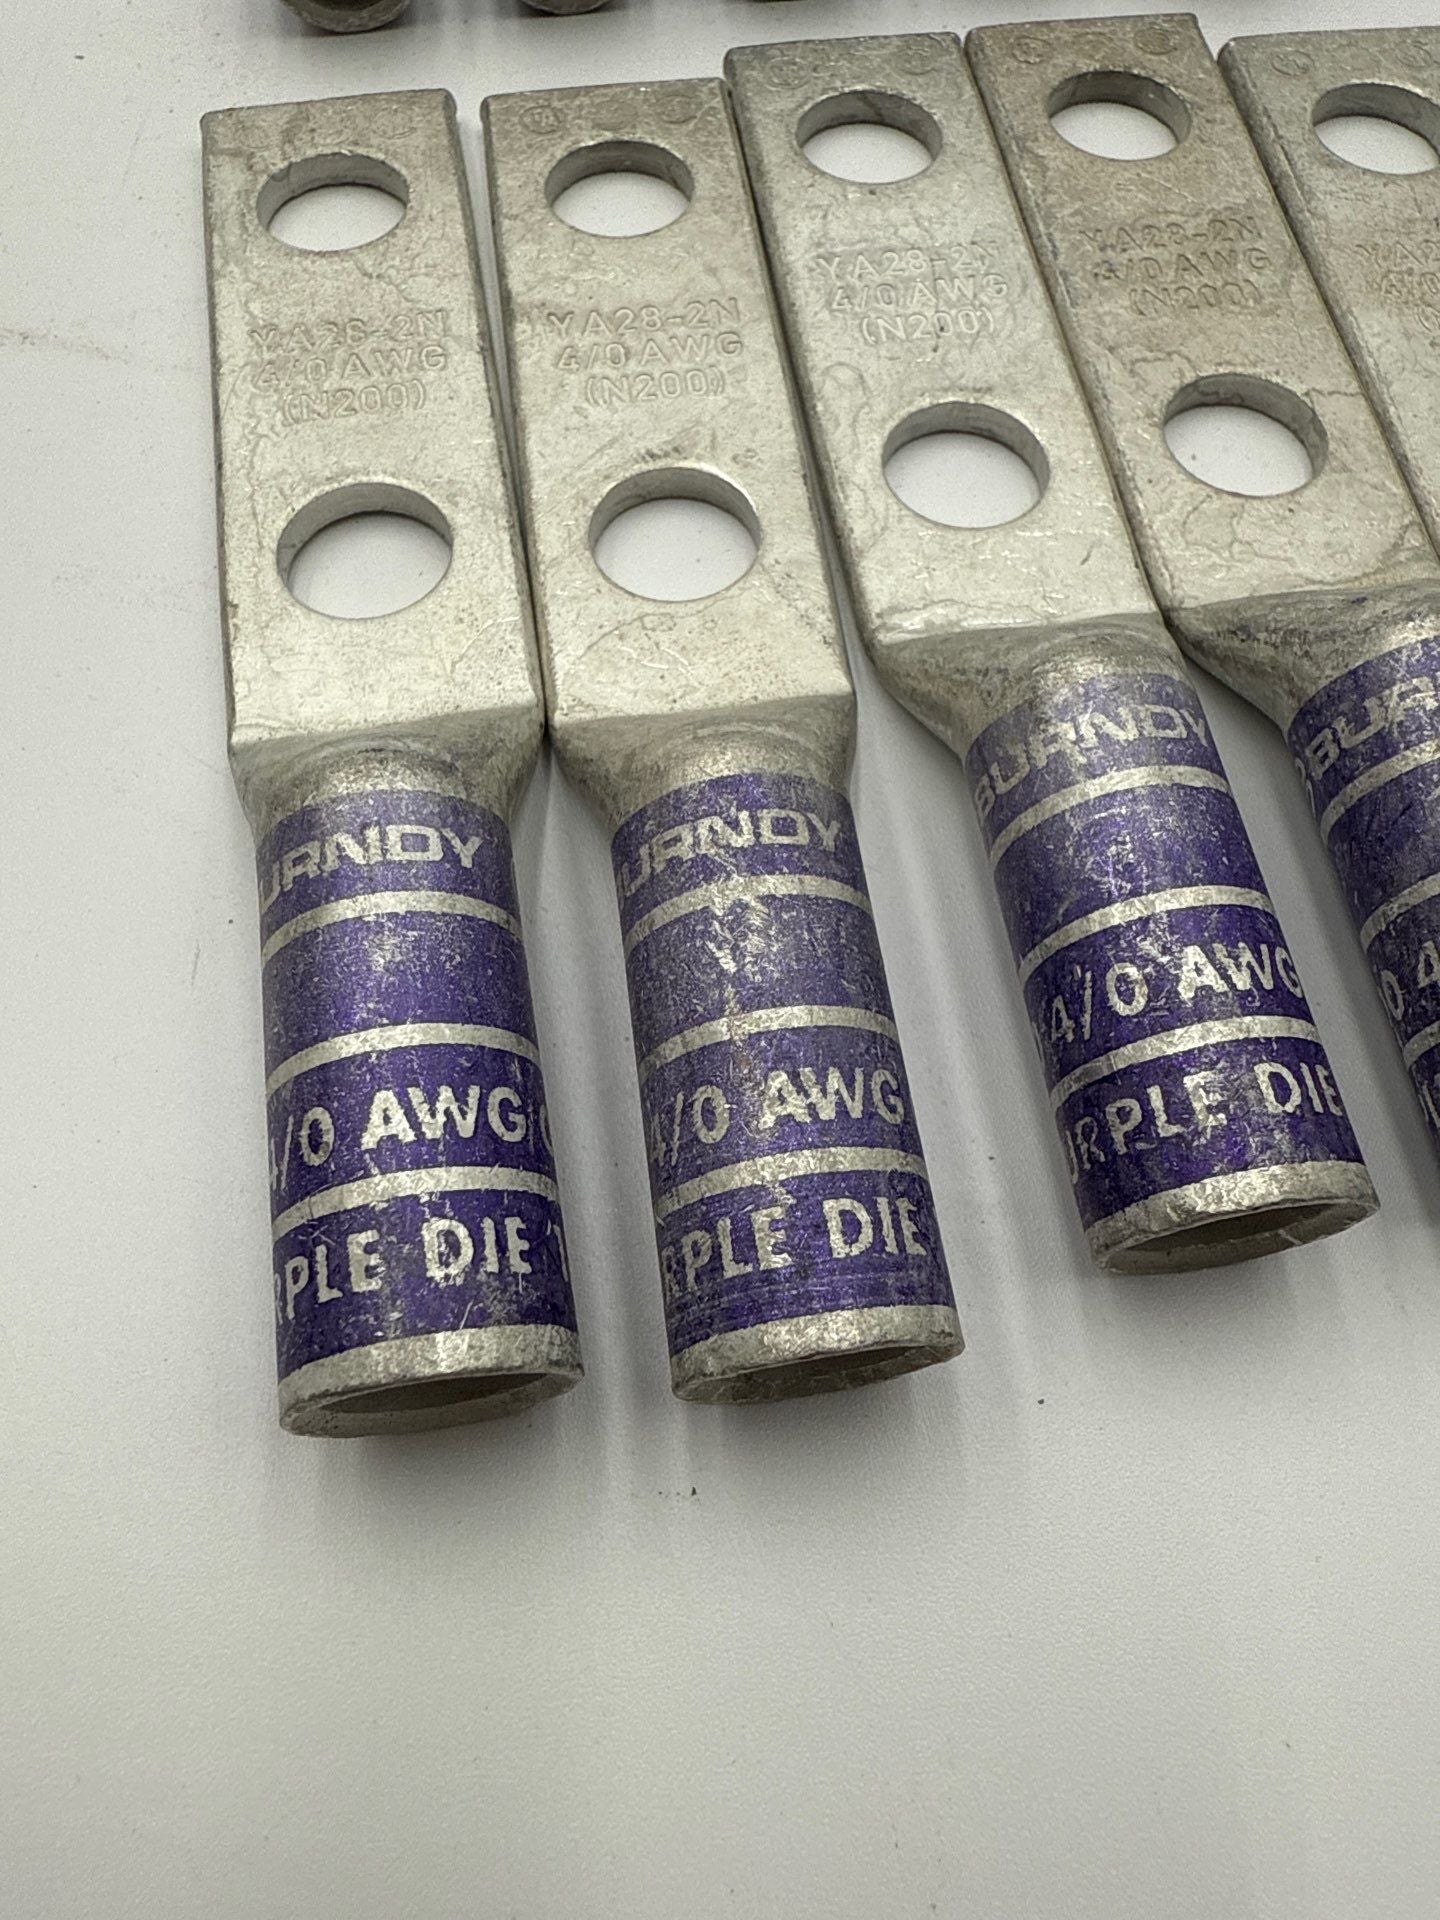 YA28-2N
4/0 AWG
(N200)
URNDY
4/0 AWG
RPLE DIE
YA28-2N
4/0 AWG
(N200)
URNDY
4/0 AWG
RPLE DIE
YA28-2N
4/0 AWG
(N200)
BURNDY
4/0 AWG
URPLE DIE
YA28-2N
4/0 AWG
(N200)
BUR